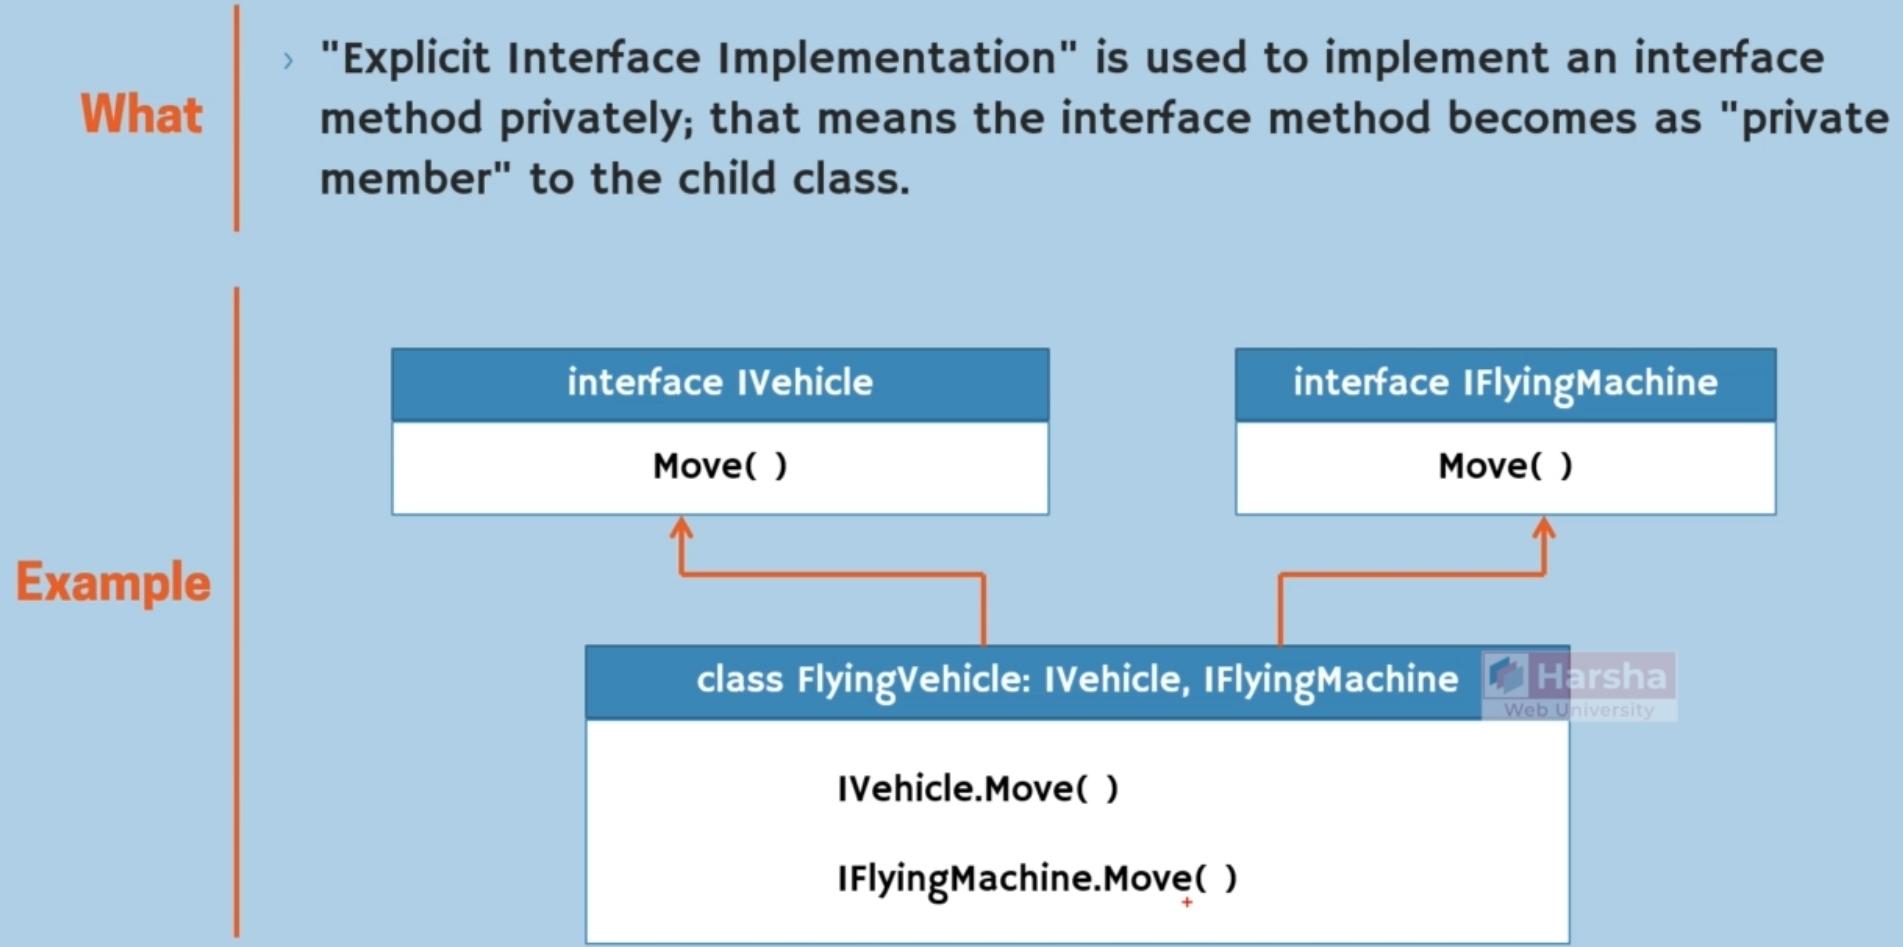 What
› "Explicit Interface Implementation" is used to implement an interface
method privately; that means the interface method becomes as "private
member" to the child class.
Example
interface IVehicle
Move( )
interface IFlyingMachine
Move( )
class FlyingVehicle: IVehicle, IFlyingMachine
Harsha
Web University
IVehicle.Move( )
IFlyingMachine.Move( )